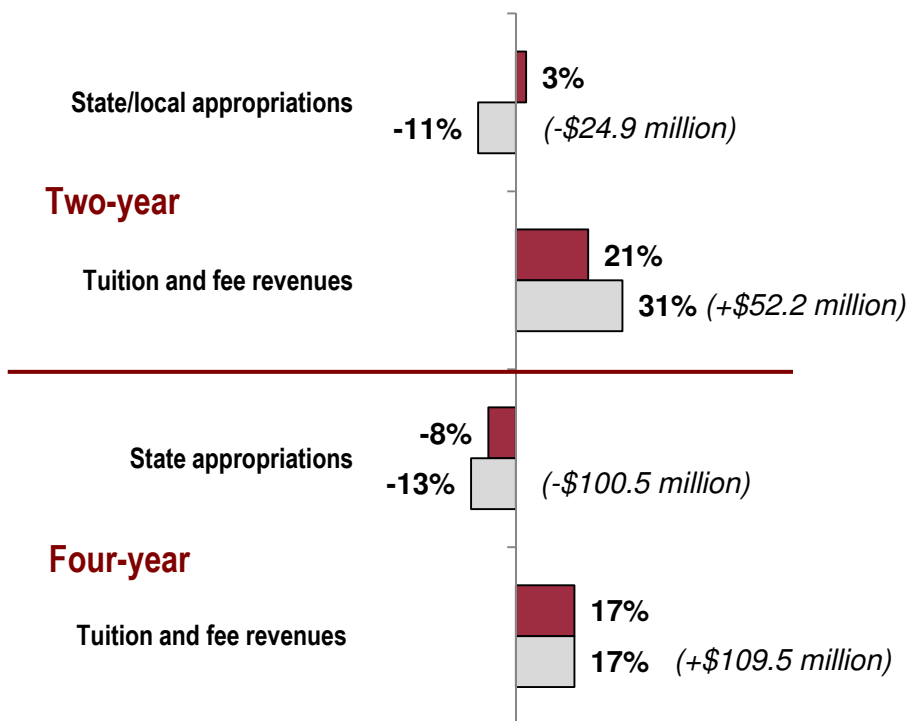 3%
State/local appropriations
-11% (-$24.9 million)
Two-year
21%
Tuition and fee revenues
31% (+$52.2 million)
-8%
State appropriations
-13% (-$100.5 million)
Four-year
17%
Tuition and fee revenues
17% (+$109.5 million)